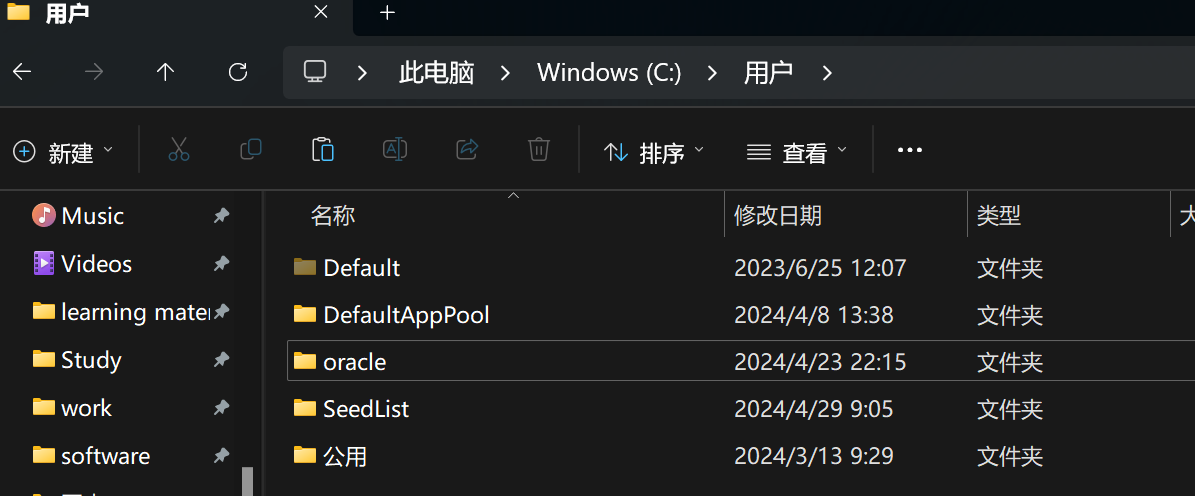 用户
此电脑 Windows (C:) 用户
新建 排序 查看
名称 修改日期 类型
Music
Videos
learning mater
Study
work
software
Default 2023/6/25 12:07 文件夹
DefaultAppPool 2024/4/8 13:38 文件夹
oracle 2024/4/23 22:15 文件夹
SeedList 2024/4/29 9:05 文件夹
公用 2024/3/13 9:29 文件夹